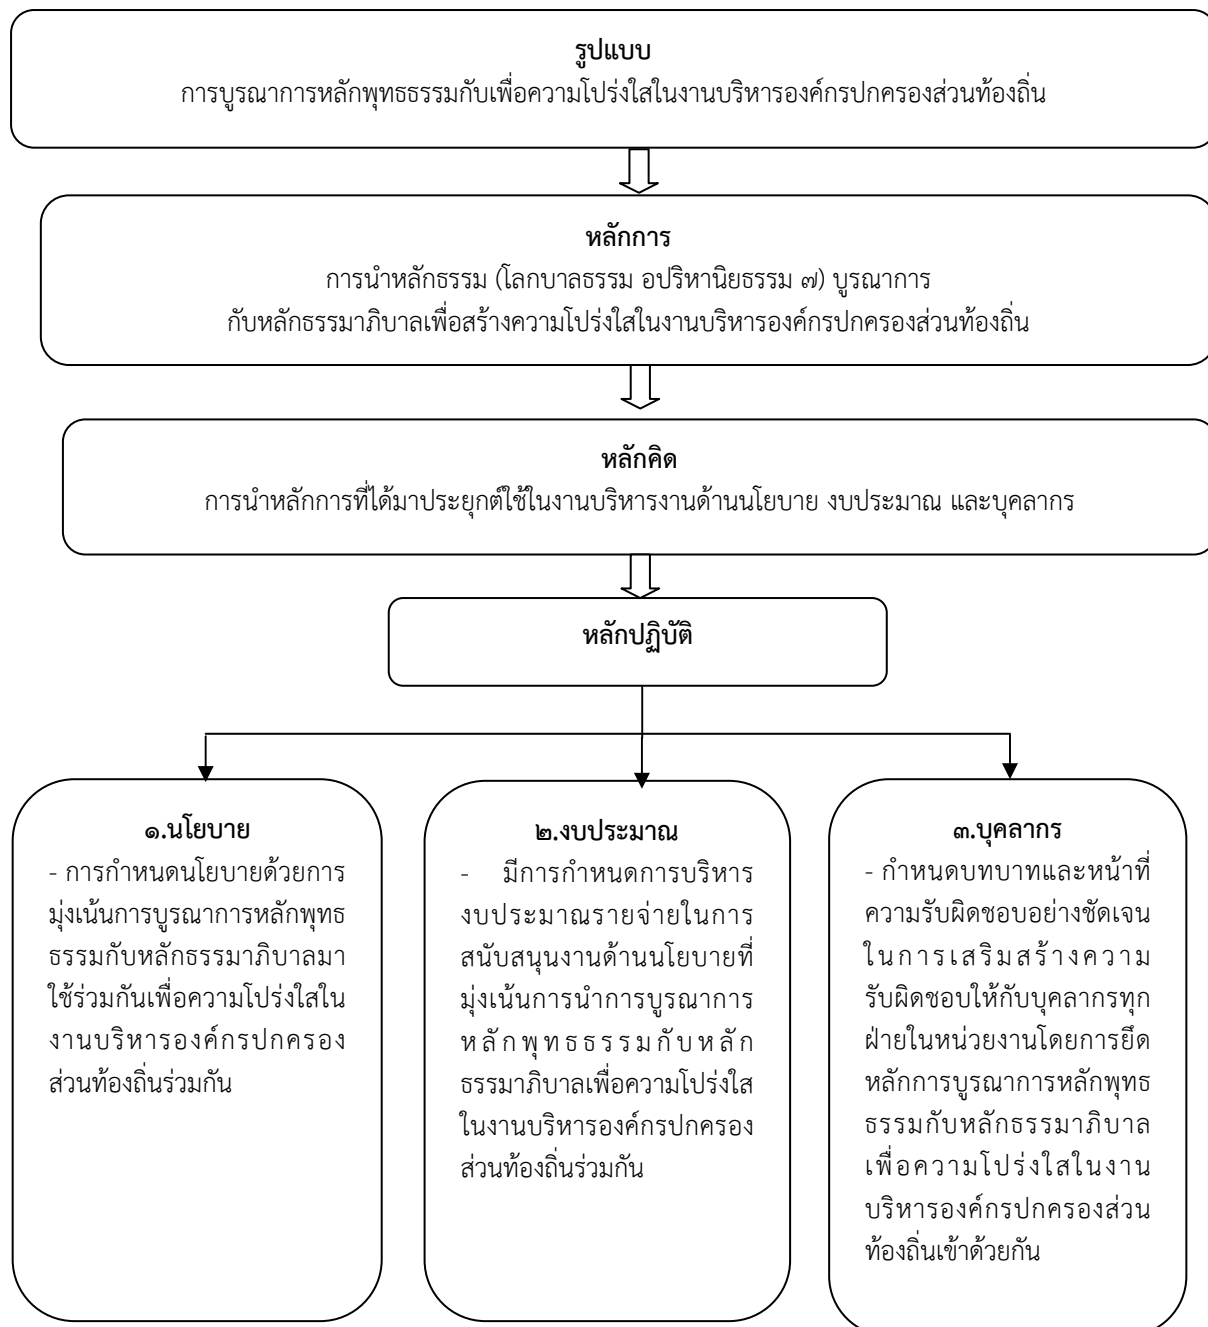 รูปแบบ
การบูรณาการหลักพุทธธรรมกับเพื่อความโปร่งใสในงานบริหารองค์กรปกครองส่วนท้องถิ่น
หลักการ
การนำหลักธรรม (โลกบาลธรรม อปริหานิยธรรม ๗) บูรณาการ
กับหลักธรรมาภิบาลเพื่อสร้างความโปร่งใสในงานบริหารองค์กรปกครองส่วนท้องถิ่น
หลักคิด
การนำหลักการที่ได้มาประยุกต์ใช้ในงานบริหารงานด้านนโยบาย งบประมาณ และบุคลากร
หลักปฏิบัติ
๑.นโยบาย
- การกำหนดนโยบายด้วยการ
มุ่งเน้นการบูรณาการหลักพุทธ
ธรรมกับหลักธรรมาภิบาลมา
ใช้ร่วมกันเพื่อความโปร่งใสใน
งานบริหารองค์กรปกครอง
ส่วนท้องถิ่นร่วมกัน
๒.งบประมาณ
- มีการกำหนดการบริหาร
งบประมาณรายจ่ายในการ
สนับสนุนงานด้านนโยบายที่
มุ่งเน้นการนำการบูรณาการ
หลักพุทธธรรมกับหลัก
ธรรมาภิบาลเพื่อความโปร่งใส
ในงานบริหารองค์กรปกครอง
ส่วนท้องถิ่นร่วมกัน
๓.บุคลากร
- กำหนดบทบาทและหน้าที่
ความรับผิดชอบอย่างชัดเจน
ในการเสริมสร้างความ
รับผิดชอบให้กับบุคลากรทุก
ฝ่ายในหน่วยงานโดยการยึด
หลักการบูรณาการหลักพุทธ
ธรรมกับหลักธรรมาภิบาล
เพื่อความโปร่งใสในงาน
บริหารองค์กรปกครองส่วน
ท้องถิ่นเข้าด้วยกัน